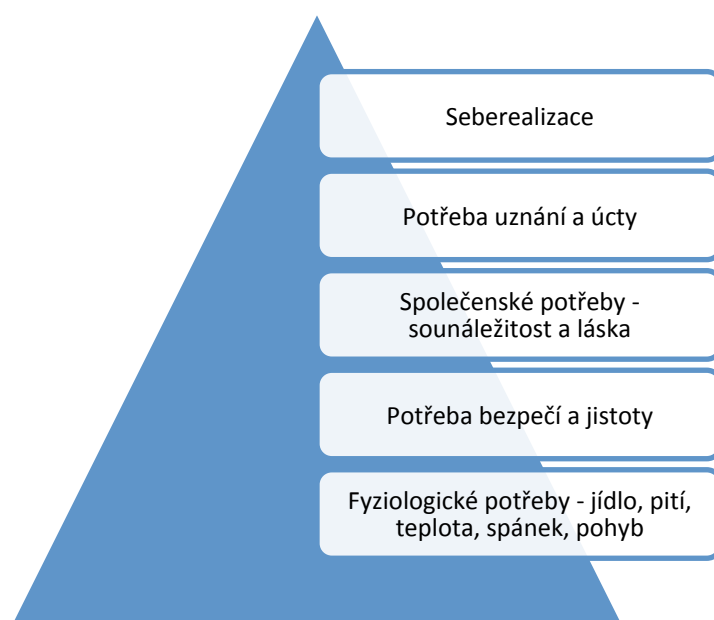 Seberealizace
Potřeba uznání a úcty
Společenské potřeby -
sounáležitost a láska
Potřeba bezpečí a jistoty
Fyziologické potřeby - jídlo, pití,
teplota, spánek, pohyb